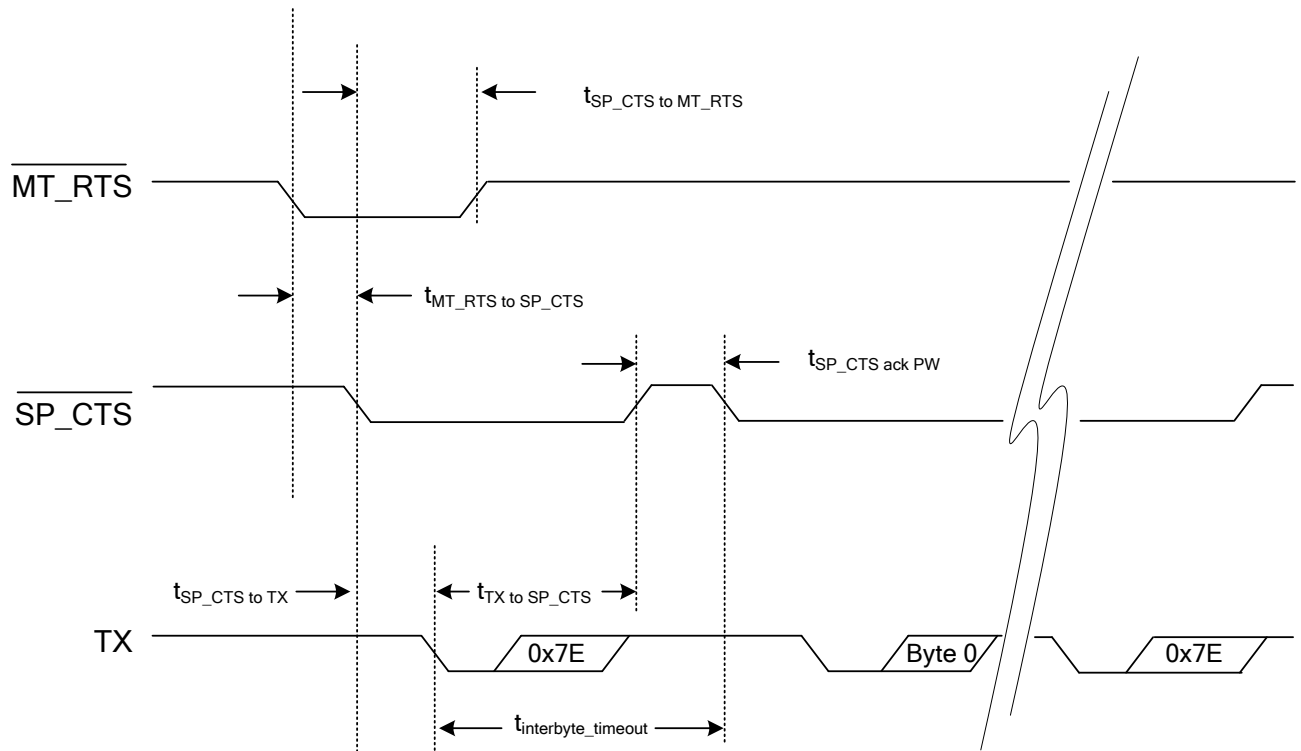 tSP_CTS to MT_RTS
MT_RTS
tMT_RTS to SP_CTS
tSP_CTS ack PW
SP_CTS
tSP_CTS to TX
tTX to SP_CTS
TX
0x7E
Byte 0
0x7E
tinterbyte_timeout